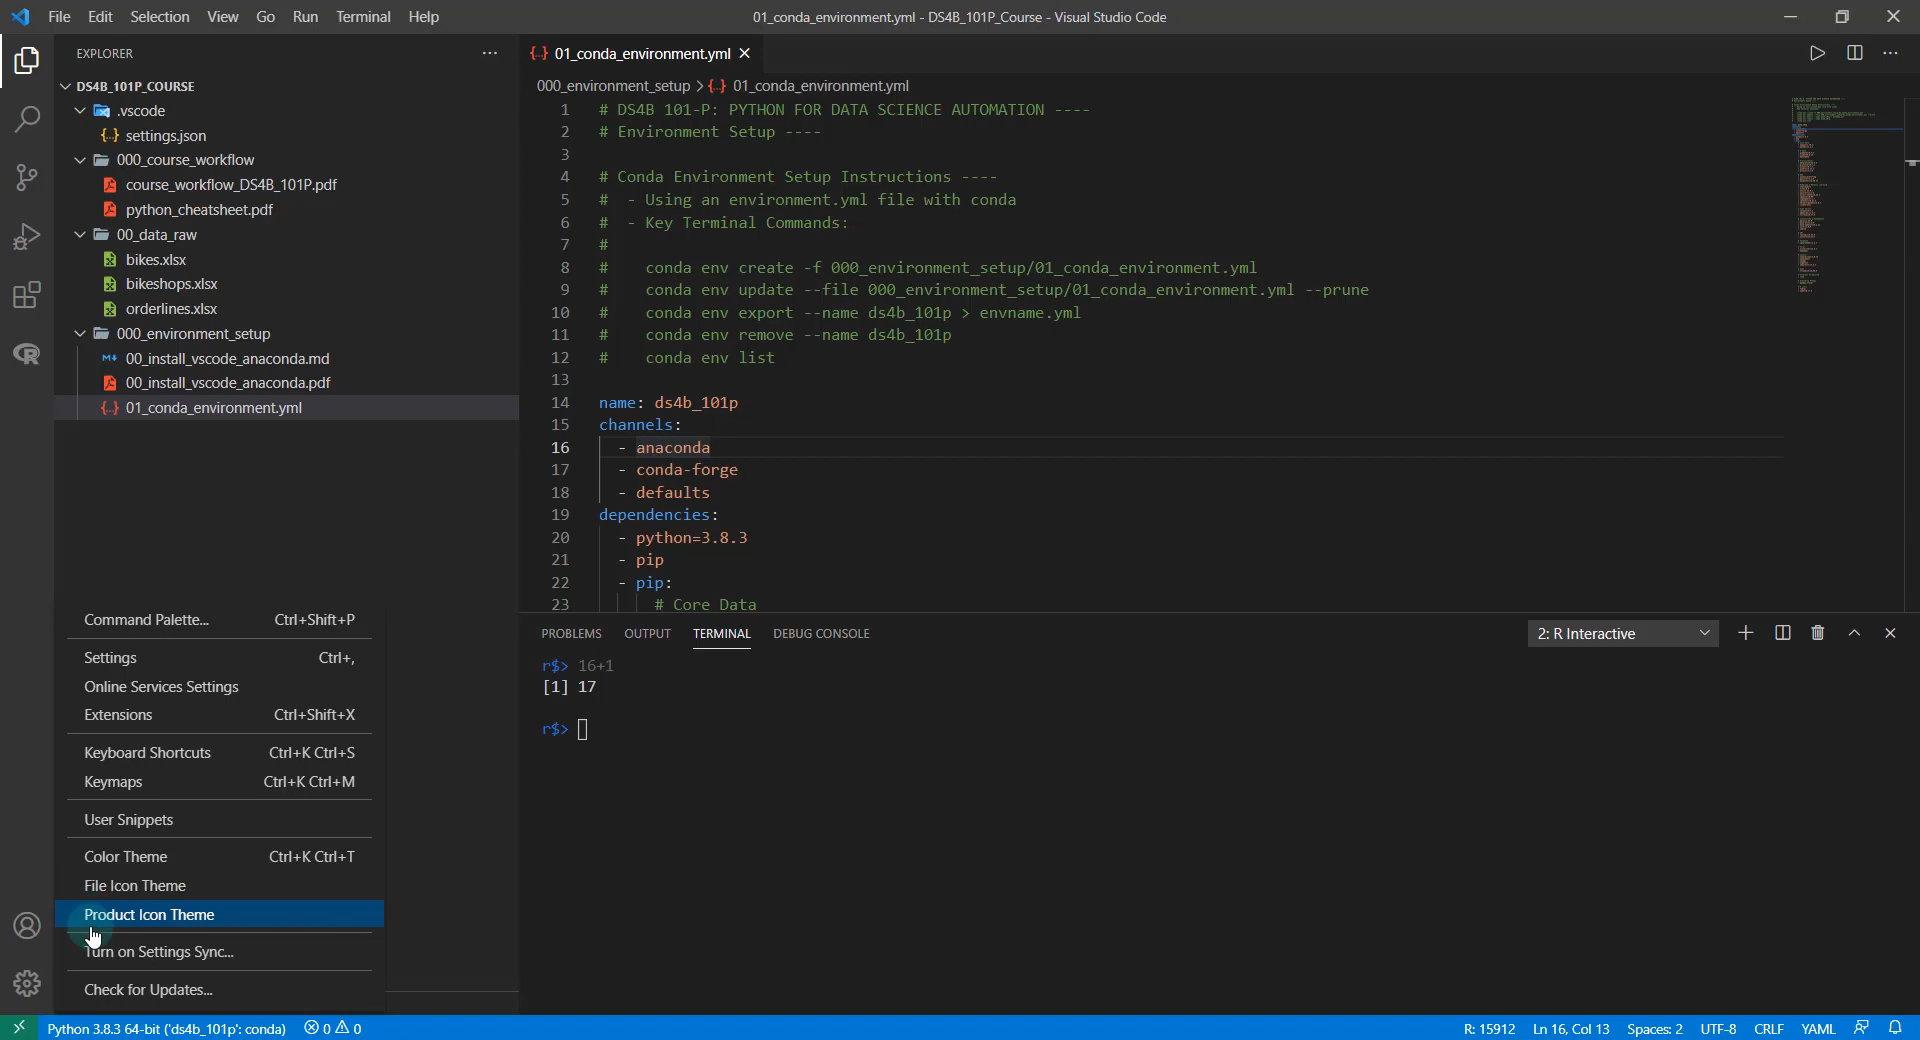 File Edit Selection View Go Run Terminal Help
01_conda_environment.yml - DS4B_101P_Course - Visual Studio Code
EXPLORER
DS4B_101P_COURSE
.vscode
settings.json
000_course_workflow
course_workflow_DS4B_101P.pdf
python_cheatsheet.pdf
00_data_raw
bikes.xlsx
bikeshops.xlsx
orderlines.xlsx
000_environment_setup
00_install_vscode_anaconda.md
00_install_vscode_anaconda.pdf
01_conda_environment.yml
Command Palette... Ctrl+Shift+P
Settings Ctrl+,
Online Services Settings
Extensions Ctrl+Shift+X
Keyboard Shortcuts Ctrl+K Ctrl+S
Keymaps Ctrl+K Ctrl+M
User Snippets
Color Theme Ctrl+K Ctrl+T
File Icon Theme
Product Icon Theme
Turn on Settings Sync...
Check for Updates...
01_conda_environment.yml
000_environment_setup > 01_conda_environment.yml
1 # DS4B 101-P: PYTHON FOR DATA SCIENCE AUTOMATION ----
2 # Environment Setup ----
3
4 # Conda Environment Setup Instructions ----
5 # - Using an environment.yml file with conda
6 # - Key Terminal Commands:
7 #
8 # conda env create -f 000_environment_setup/01_conda_environment.yml
9 # conda env update --file 000_environment_setup/01_conda_environment.yml --prune
10 # conda env export --name ds4b_101p > envname.yml
11 # conda env remove --name ds4b_101p
12 # conda env list
13
14 name: ds4b_101p
15 channels:
16 - anaconda
17 - conda-forge
18 - defaults
19 dependencies:
20 - python=3.8.3
21 - pip
22 - pip:
23 # Core Data
PROBLEMS OUTPUT TERMINAL DEBUG CONSOLE
2: R Interactive
r$> 16+1
[1] 17
r$>
Python 3.8.3 64-bit ('ds4b_101p': conda) 0 0
R: 15912 Ln 16, Col 13 Spaces: 2 UTF-8 CRLF YAML